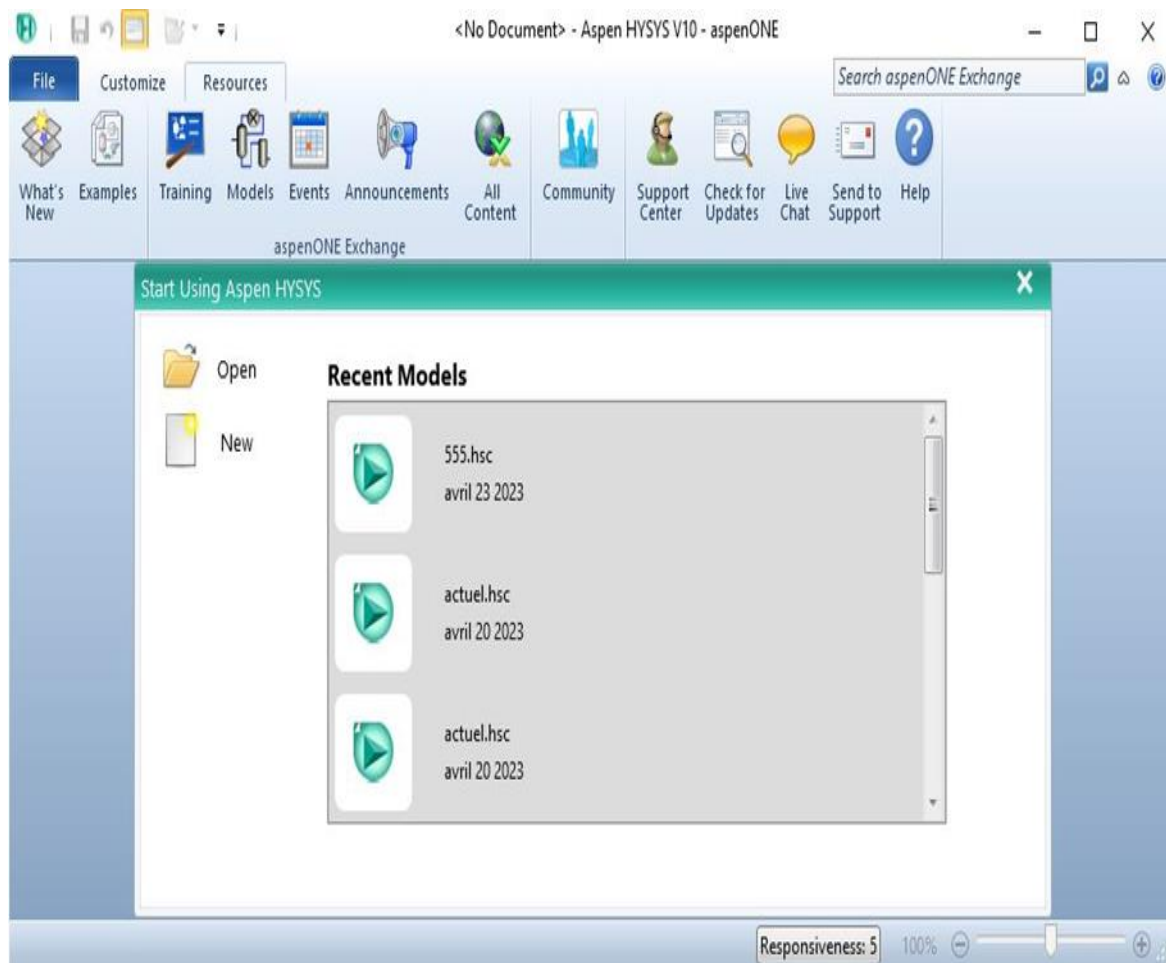 <No Document> - Aspen HYSYS V10 - aspenONE
File Customize Resources Search aspenONE Exchange
What's New
Examples
Training
Models
Events
Announcements
All Content
Community
Support Center
Check for Updates
Live Chat
Send to Support
Help
aspenONE Exchange
Start Using Aspen HYSYS
Open
New
Recent Models
555.hsc
avril 23 2023
actuel.hsc
avril 20 2023
actuel.hsc
avril 20 2023
Responsiveness: 5 100%